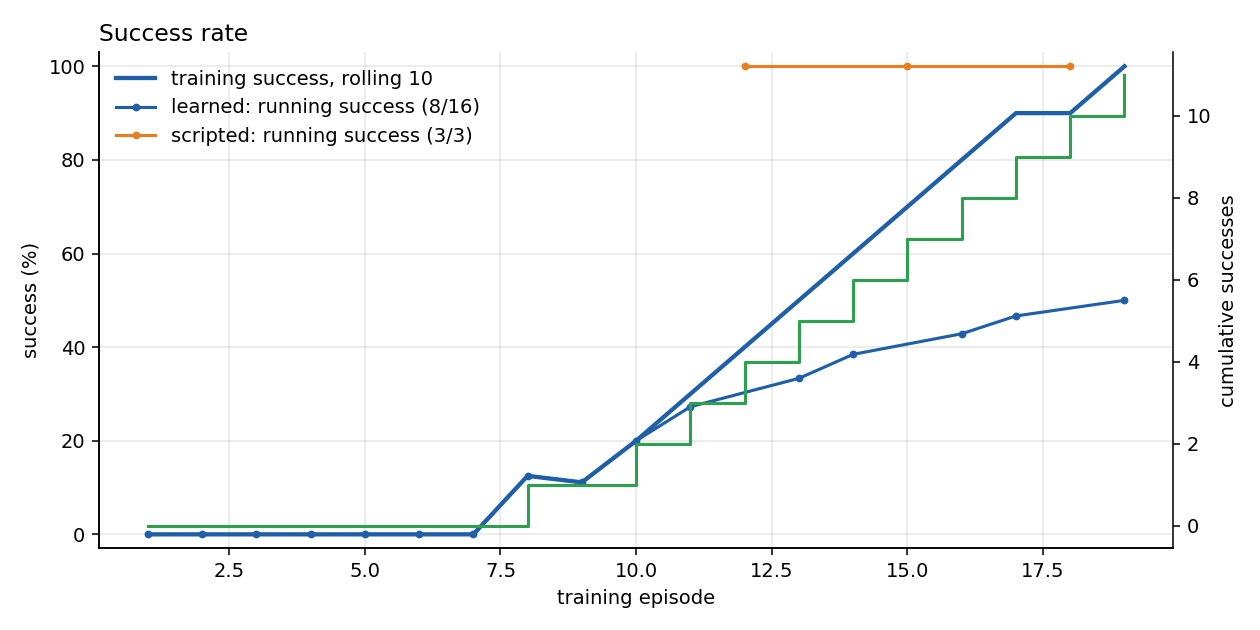 Success rate
training success, rolling 10
learned: running success (8/16)
scripted: running success (3/3)
success (%)
100
80
60
40
20
0
10
8
6
4
2
0
cumulative successes
2.5 5.0 7.5 10.0 12.5 15.0 17.5
training episode